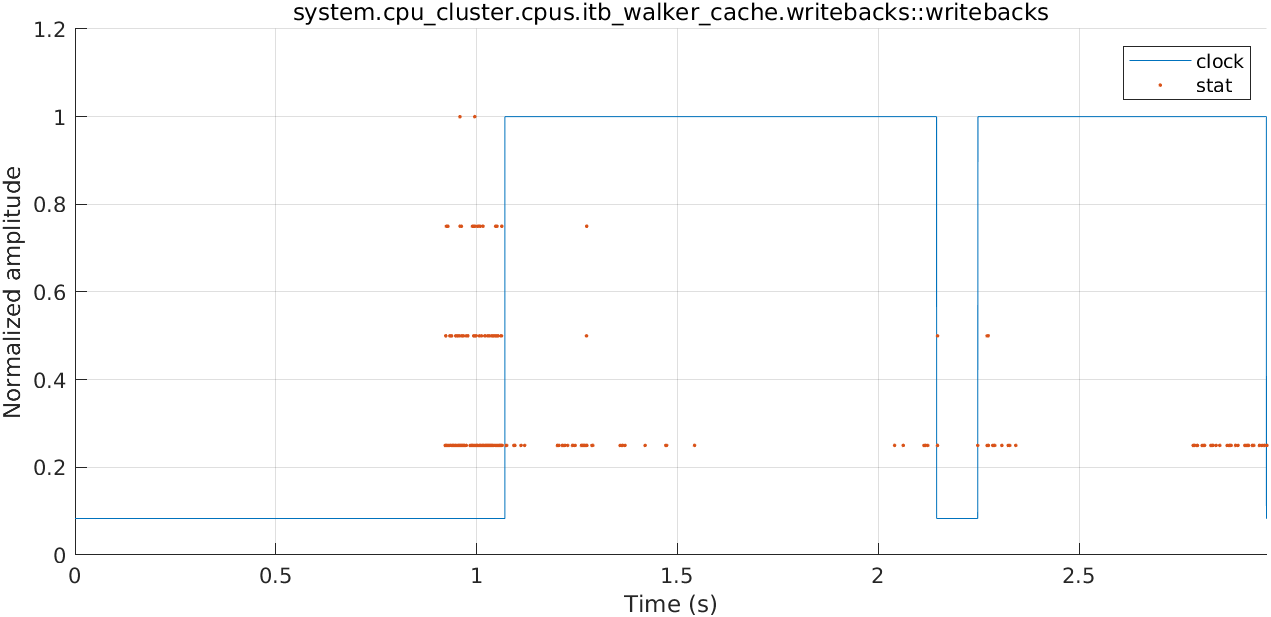 system.cpu_cluster.cpus.itb_walker_cache.writebacks::writebacks
1.2
1
0.8
0.6
0.4
0.2
0
Normalized amplitude
clock
stat
0
0.5
1
1.5
2
2.5
Time (s)